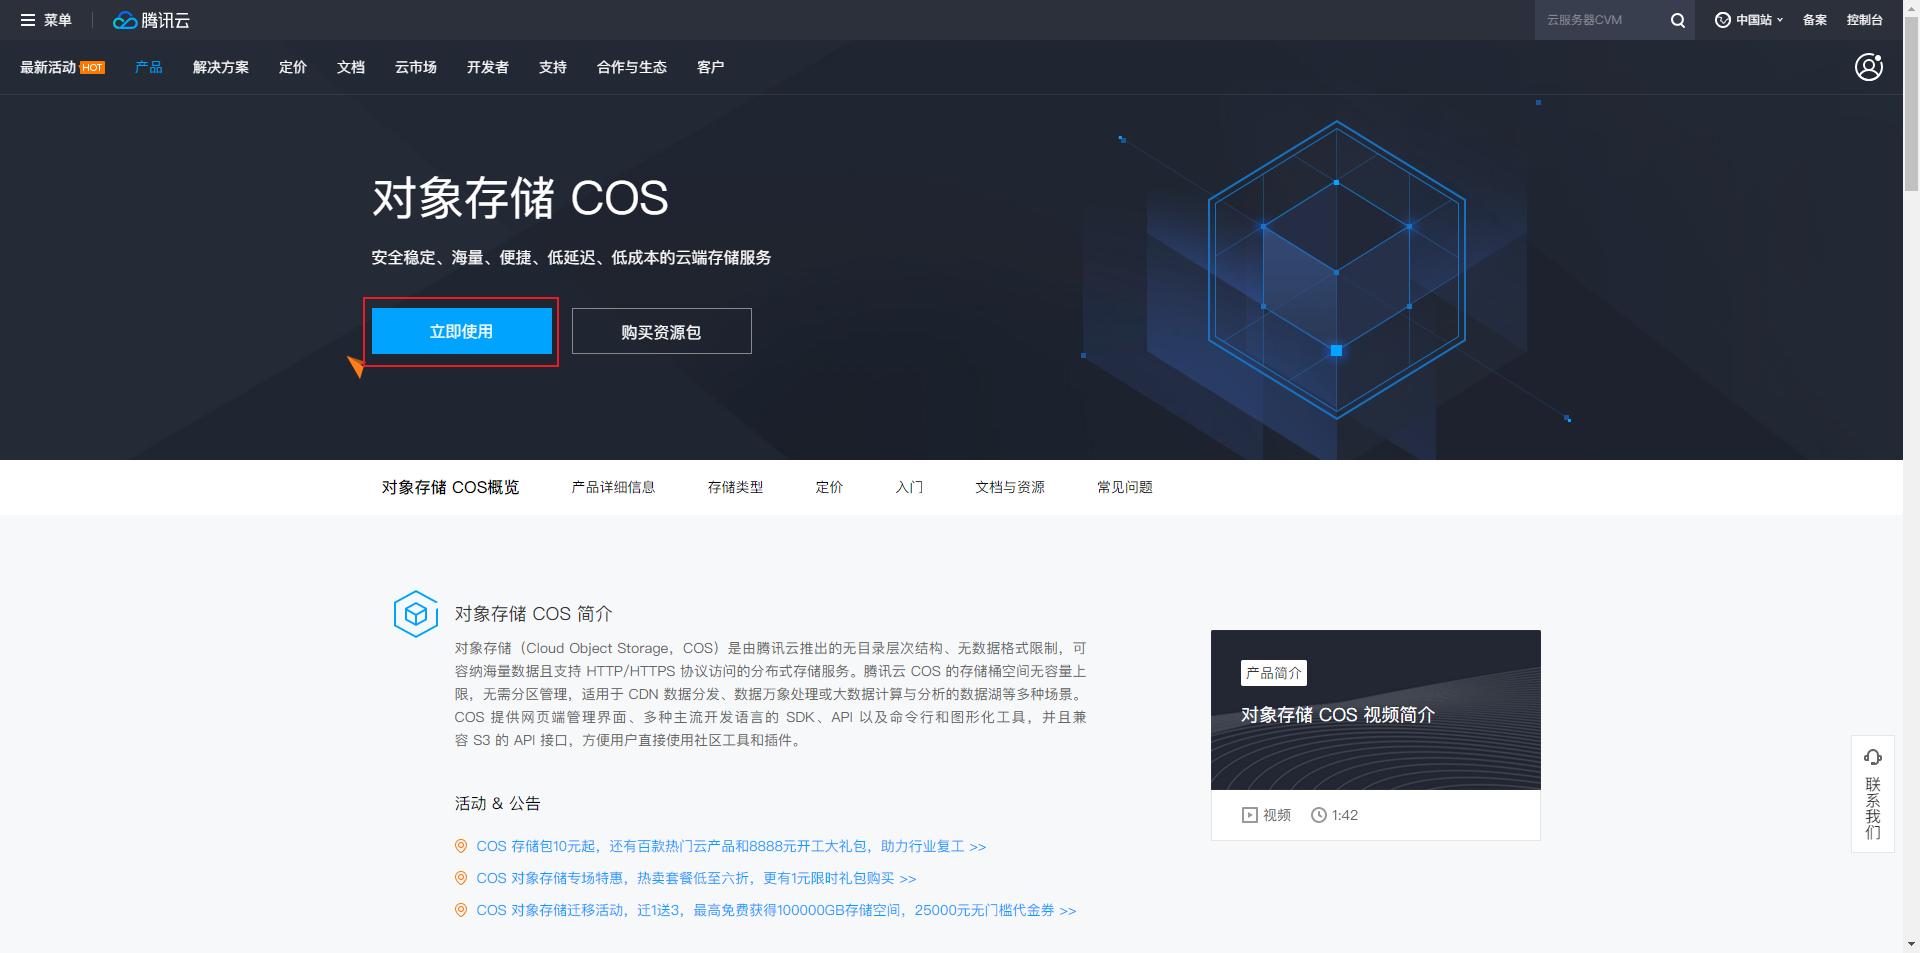 菜单
腾讯云
云服务器CVM
中国站
备案
控制台
最新活动 HOT
产品
解决方案
定价
文档
云市场
开发者
支持
合作与生态
客户
对象存储 COS
安全稳定、海量、便捷、低延迟、低成本的云端存储服务
立即使用
购买资源包
对象存储 COS概览
产品详细信息
存储类型
定价
入门
文档与资源
常见问题
对象存储 COS 简介
对象存储（Cloud Object Storage，COS）是由腾讯云推出的无目录层次结构、无数据格式限制，可
容纳海量数据且支持 HTTP/HTTPS 协议访问的分布式存储服务。腾讯云 COS 的存储桶空间无容量上
限，无需分区管理，适用于 CDN 数据分发、数据万象处理或大数据计算与分析的数据湖等多种场景。
COS 提供网页端管理界面、多种主流开发语言的 SDK、API 以及命令行和图形化工具，并且兼
容 S3 的 API 接口，方便用户直接使用社区工具和插件。
活动 & 公告
COS 存储包10元起，还有百款热门云产品和8888元开工大礼包，助力行业复工 >>
COS 对象存储专场特惠，热卖套餐低至六折，更有1元限时礼包购买 >>
COS 对象存储迁移活动，迁1送3，最高免费获得100000GB存储空间，25000元无门槛代金券 >>
产品简介
对象存储 COS 视频简介
视频
1:42
联系我们